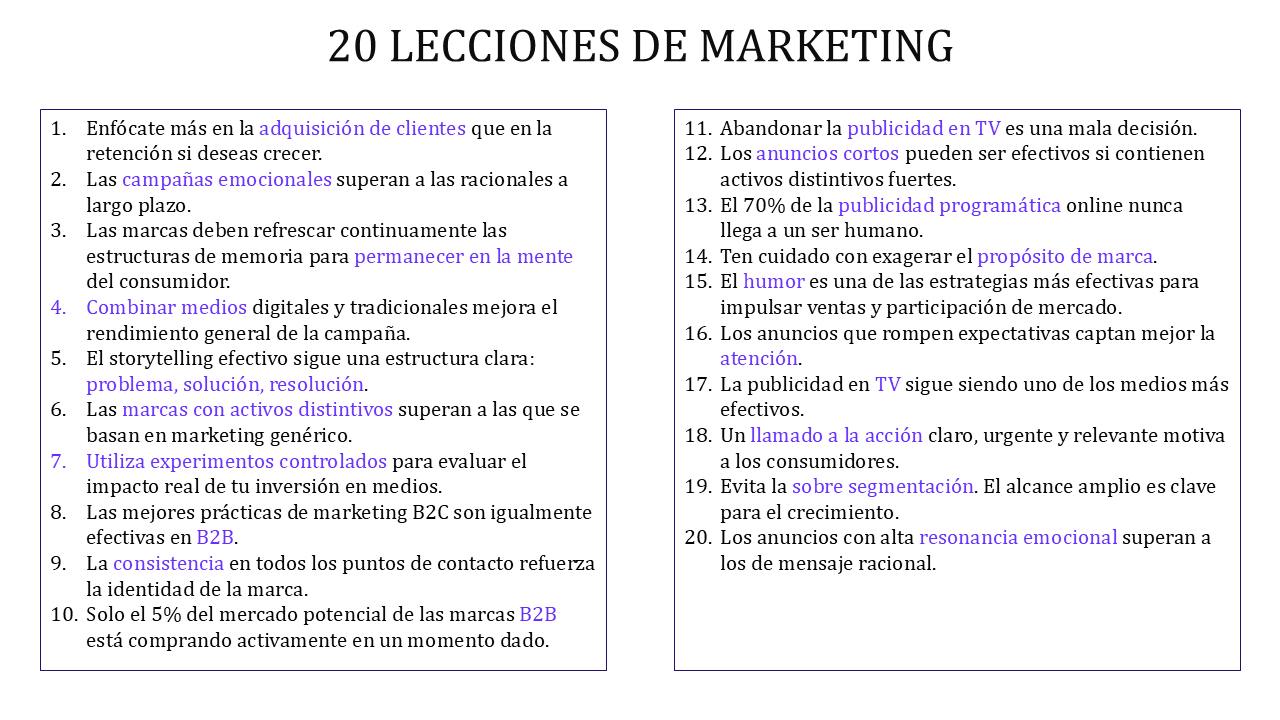 20 LECCIONES DE MARKETING
1. Enfócate más en la adquisición de clientes que en la
retención si deseas crecer.
2. Las campañas emocionales superan a las racionales a
largo plazo.
3. Las marcas deben refrescar continuamente las
estructuras de memoria para permanecer en la mente
del consumidor.
4. Combinar medios digitales y tradicionales mejora el
rendimiento general de la campaña.
5. El storytelling efectivo sigue una estructura clara:
problema, solución, resolución.
6. Las marcas con activos distintivos superan a las que se
basan en marketing genérico.
7. Utiliza experimentos controlados para evaluar el
impacto real de tu inversión en medios.
8. Las mejores prácticas de marketing B2C son igualmente
efectivas en B2B.
9. La consistencia en todos los puntos de contacto refuerza
la identidad de la marca.
10. Solo el 5% del mercado potencial de las marcas B2B
está comprando activamente en un momento dado.
11. Abandonar la publicidad en TV es una mala decisión.
12. Los anuncios cortos pueden ser efectivos si contienen
activos distintivos fuertes.
13. El 70% de la publicidad programática online nunca
llega a un ser humano.
14. Ten cuidado con exagerar el propósito de marca.
15. El humor es una de las estrategias más efectivas para
impulsar ventas y participación de mercado.
16. Los anuncios que rompen expectativas captan mejor la
atención.
17. La publicidad en TV sigue siendo uno de los medios más
efectivos.
18. Un llamado a la acción claro, urgente y relevante motiva
a los consumidores.
19. Evita la sobre segmentación. El alcance amplio es clave
para el crecimiento.
20. Los anuncios con alta resonancia emocional superan a
los de mensaje racional.